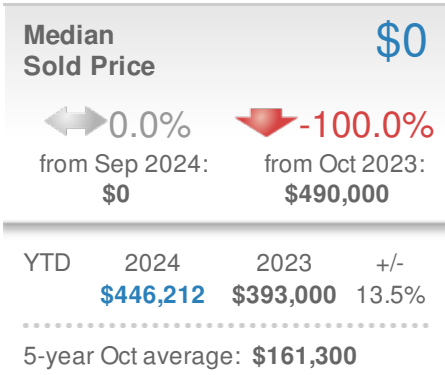 Median $0
Sold Price
0.0% -100.0%
from Sep 2024: from Oct 2023:
$0 $490,000
YTD 2024 2023 +/-
$446,212 $393,000 13.5%
5-year Oct average: $161,300